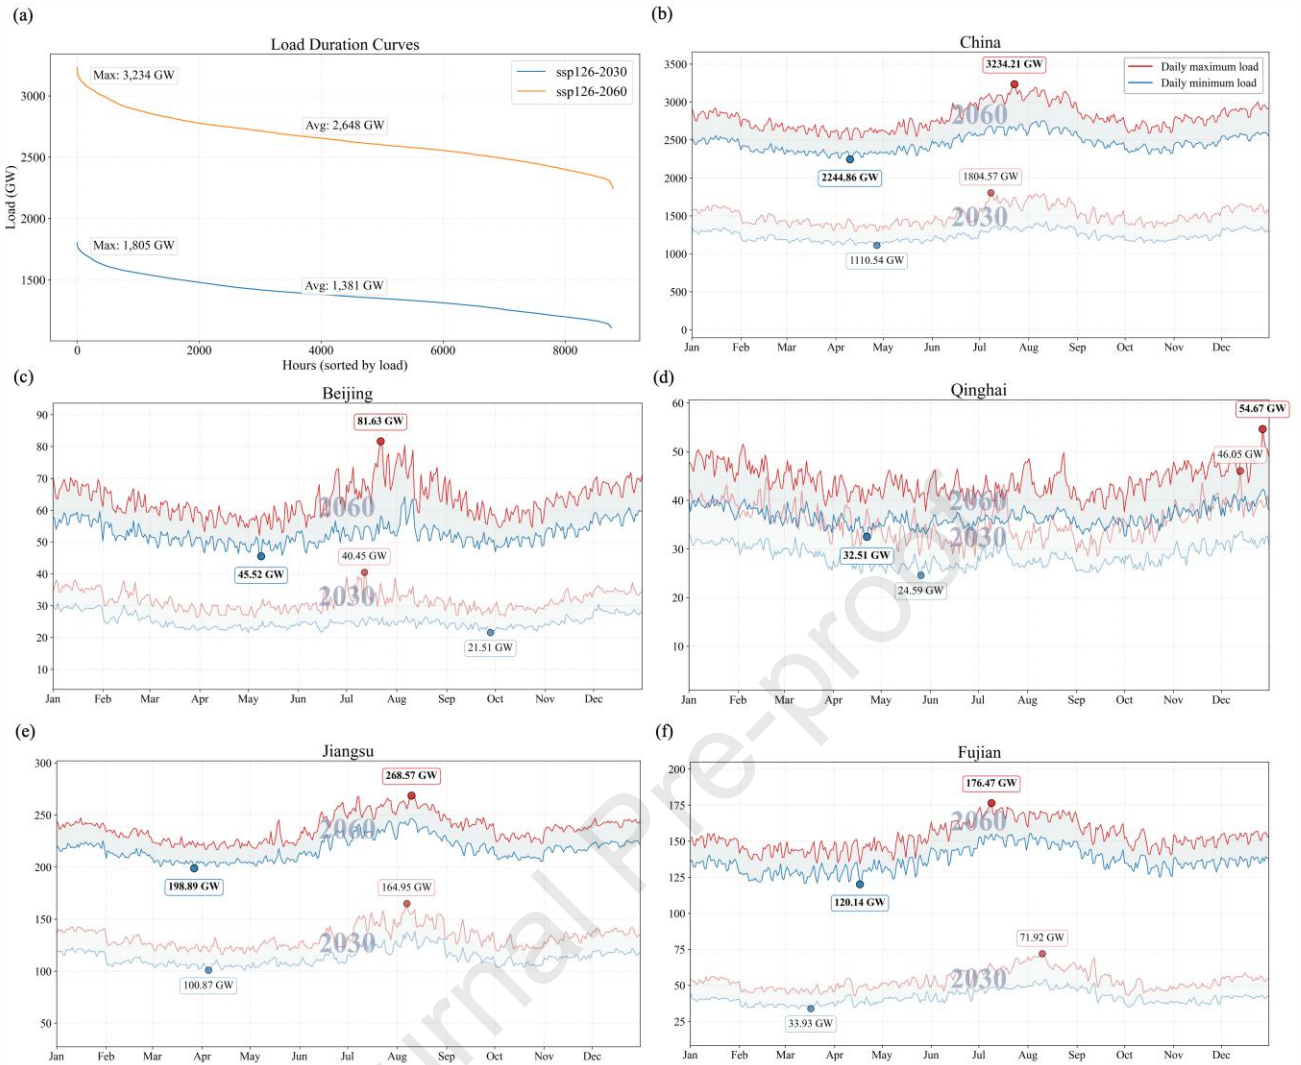 (a)
Load Duration Curves
Max: 3,234 GW
ssp126-2030
ssp126-2060
3000
Avg: 2,648 GW
2500
Load (GW)
2000
Max: 1,805 GW
1500
Avg: 1,381 GW
0 2000 4000 6000 8000
Hours (sorted by load)
(b)
China
3500
3234.21 GW
Daily maximum load
Daily minimum load
3000
2060
2500
2244.86 GW
2000
1804.57 GW
1500
2030
1000
1110.54 GW
500
0
Jan Feb Mar Apr May Jun Jul Aug Sep Oct Nov Dec
(c)
Beijing
90
81.63 GW
80
70
60
2060
50
45.52 GW
40.45 GW
40
30
2030
20
21.51 GW
10
Jan Feb Mar Apr May Jun Jul Aug Sep Oct Nov Dec
(d)
Qinghai
60
54.67 GW
50
46.05 GW
40
2060
32.51 GW
2030
30
24.59 GW
20
10
Jan Feb Mar Apr May Jun Jul Aug Sep Oct Nov Dec
(e)
Jiangsu
300
268.57 GW
250
2060
200
198.89 GW
164.95 GW
150
2030
100
100.87 GW
50
Jan Feb Mar Apr May Jun Jul Aug Sep Oct Nov Dec
(f)
Fujian
200
176.47 GW
175
2060
150
125
120.14 GW
100
75
71.92 GW
50
2030
25
33.93 GW
Jan Feb Mar Apr May Jun Jul Aug Sep Oct Nov Dec
urnal Pre-proof